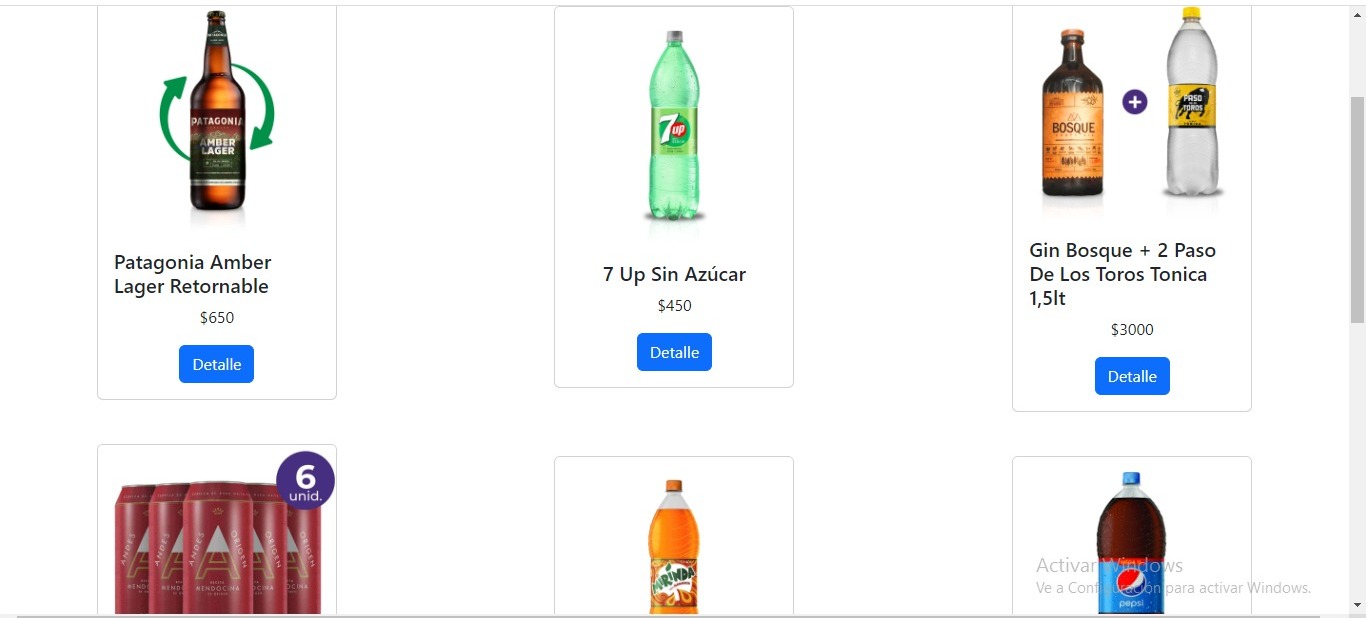 PATAGONIA
AMBER
LAGER
7up
BOSQUE
+
PASO
DE LOS
TOROS
Patagonia Amber
Lager Retornable
$650
Detalle
7 Up Sin Azúcar
$450
Detalle
Gin Bosque + 2 Paso
De Los Toros Tonica
1,5lt
$3000
Detalle
6
unid.
ANDES
ORIGEN
MENDOCINA
MIRINDA
pepsi
Activar Windows
Ve a Configuración para activar Windows.